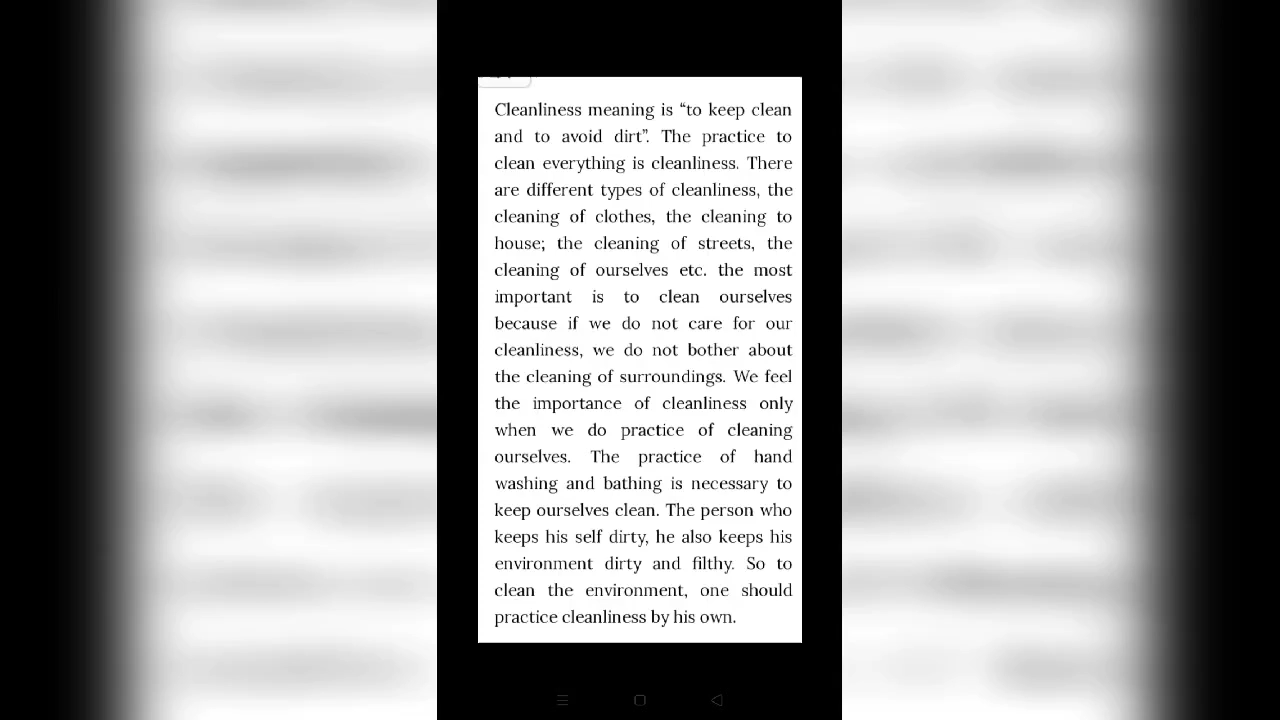 Cleanliness meaning is “to keep clean
and to avoid dirt”. The practice to
clean everything is cleanliness. There
are different types of cleanliness, the
cleaning of clothes, the cleaning to
house; the cleaning of streets, the
cleaning of ourselves etc. the most
important is to clean ourselves
because if we do not care for our
cleanliness, we do not bother about
the cleaning of surroundings. We feel
the importance of cleanliness only
when we do practice of cleaning
ourselves. The practice of hand
washing and bathing is necessary to
keep ourselves clean. The person who
keeps his self dirty, he also keeps his
environment dirty and filthy. So to
clean the environment, one should
practice cleanliness by his own.